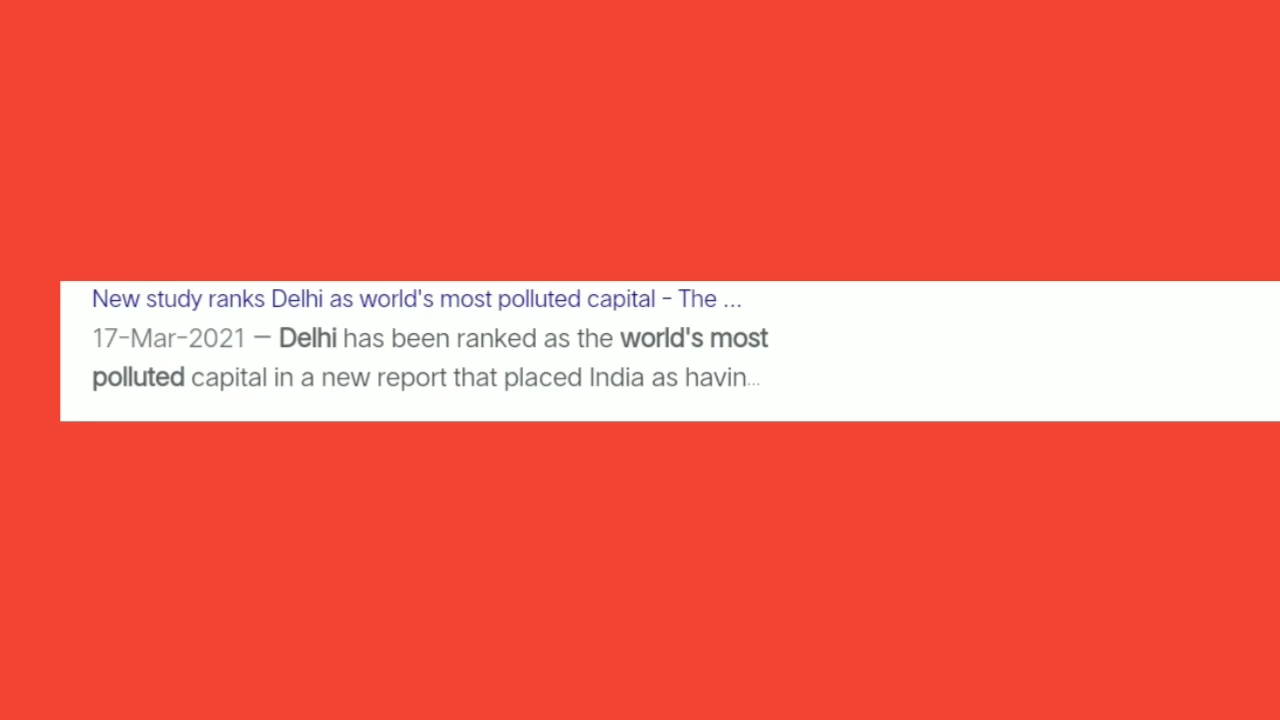 New study ranks Delhi as world's most polluted capital - The ...
17-Mar-2021 — Delhi has been ranked as the world's most
polluted capital in a new report that placed India as havin...